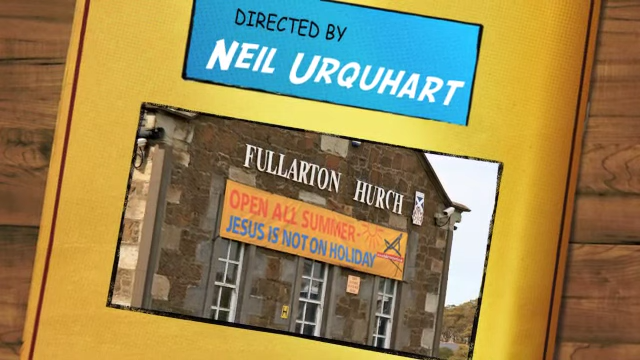 DIRECTED BY
NEIL URQUHART
FULLARTON HURCH
OPEN ALL SUMMER-
JESUS IS NOT ON HOLIDAY